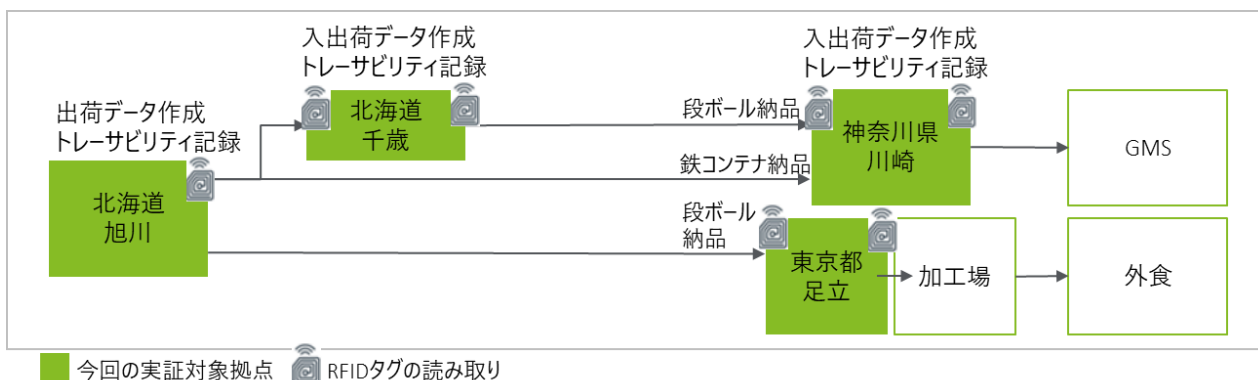 入出荷データ作成
トレーサビリティ記録
入出荷データ作成
トレーサビリティ記録
出荷データ作成
トレーサビリティ記録
北海道
千歳
段ボール納品
神奈川県
川崎
GMS
鉄コンテナ納品
北海道
旭川
段ボール
納品
東京都
足立
加工場
外食
今回の実証対象拠点
RFIDタグの読み取り